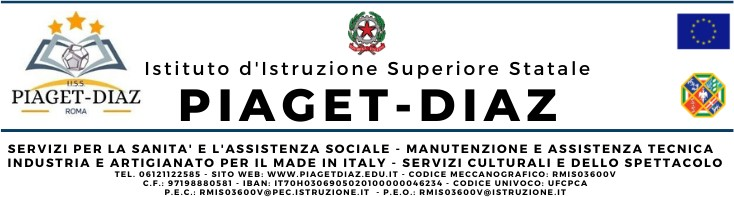 I.I.S.S.
PIAGET-DIAZ
ROMA
Istituto d'Istruzione Superiore Statale
PIAGET-DIAZ
SERVIZI PER LA SANITA' E L'ASSISTENZA SOCIALE - MANUTENZIONE E ASSISTENZA TECNICA
INDUSTRIA E ARTIGIANATO PER IL MADE IN ITALY - SERVIZI CULTURALI E DELLO SPETTACOLO
TEL. 06121122585 - SITO WEB: WWW.PIAGETDIAZ.EDU.IT - CODICE MECCANOGRAFICO: RMIS03600V
C.F.: 97198880581 - IBAN: IT70H0306905020100000046234 - CODICE UNIVOCO: UFCPCA
P.E.C.: RMIS03600V@PEC.ISTRUZIONE.IT - P.E.O.: RMIS03600V@ISTRUZIONE.IT